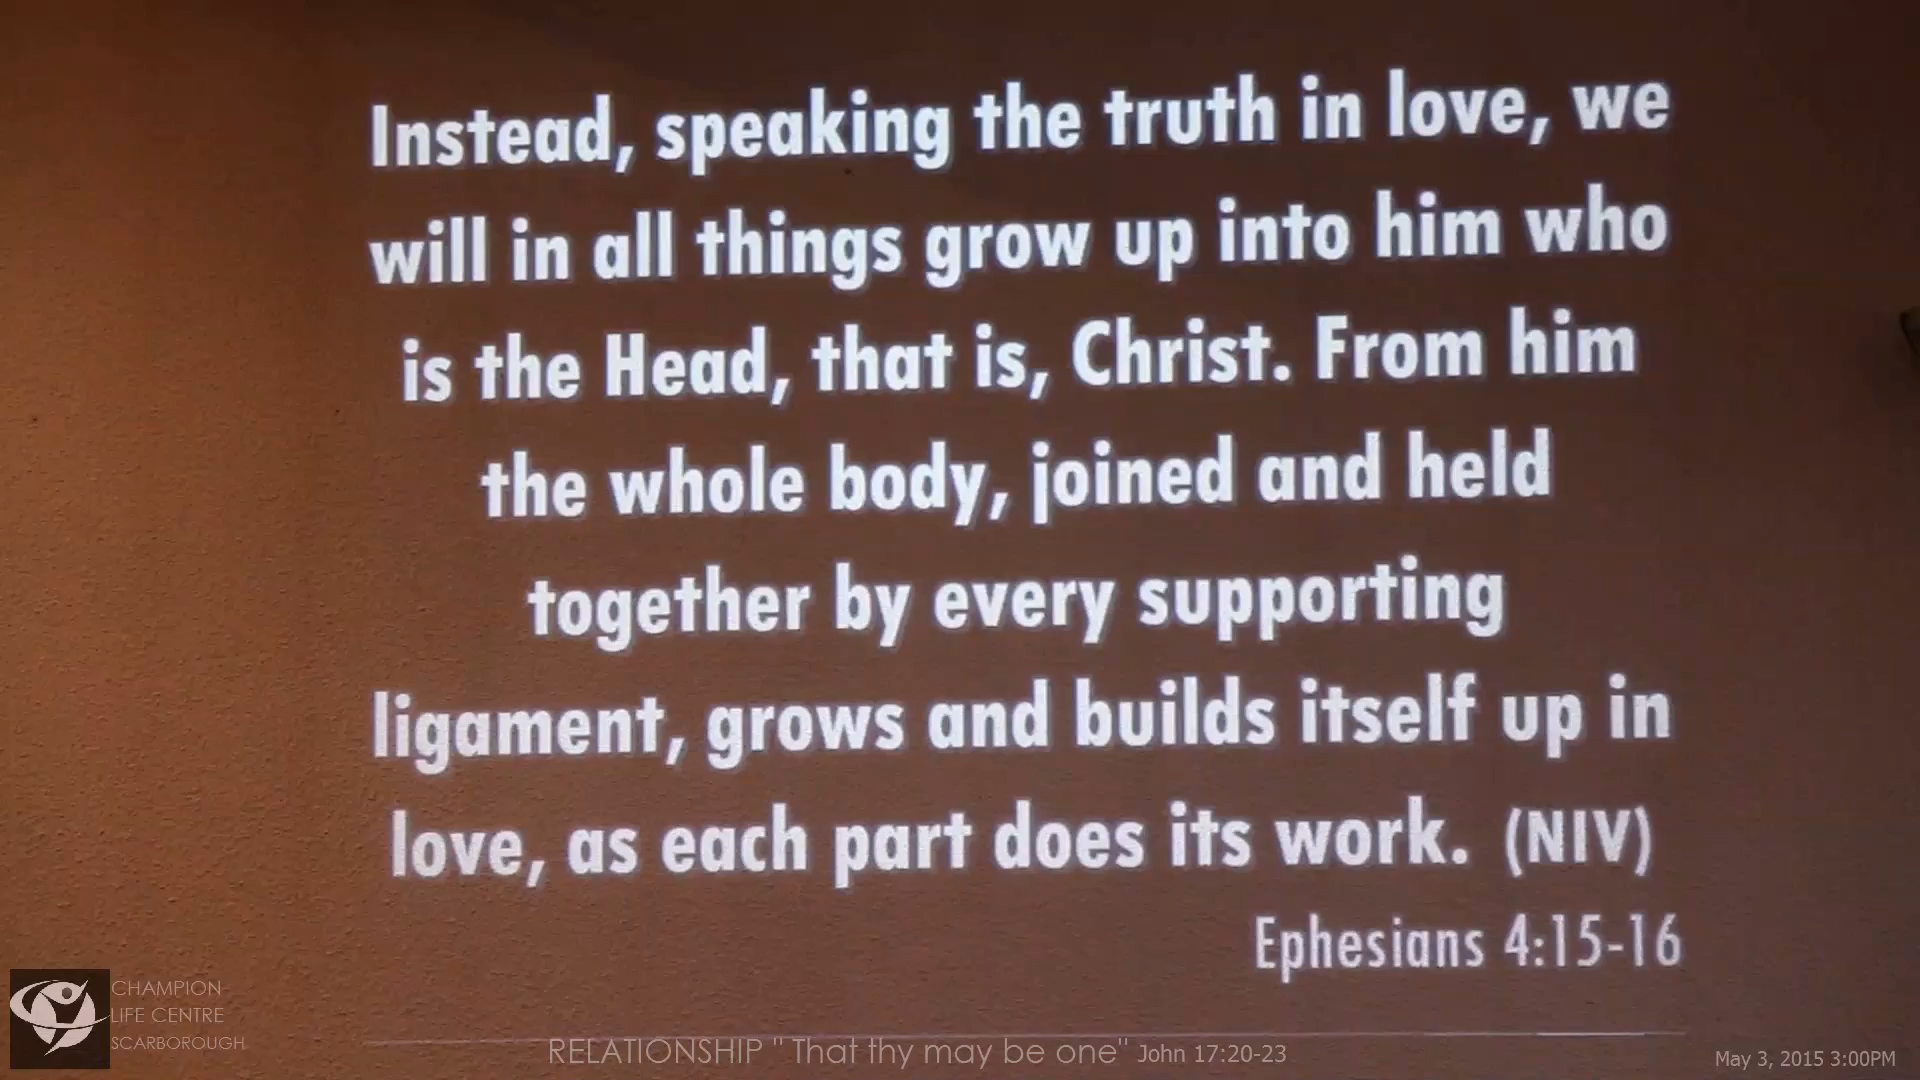 Instead, speaking the truth in love, we
will in all things grow up into him who
is the Head, that is, Christ. From him
the whole body, joined and held
together by every supporting
ligament, grows and builds itself up in
love, as each part does its work. (NIV)
Ephesians 4:15-16
CHAMPION
LIFE CENTRE
SCARBOROUGH
RELATIONSHIP " That thy may be one" John 17:20-23
May 3, 2015 3:00PM